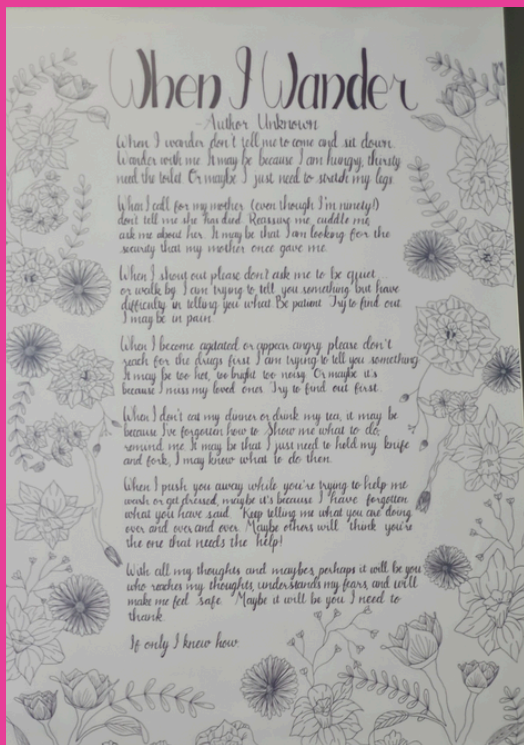 When I Wander
- Author Unknown
When I wander don't tell me to come and sit down.
Wander with me. It may be because I am hungry, thirsty
need the toilet. Or maybe I just need to stretch my legs.
When I call for my mother (even though I'm ninety!)
don't tell me she has died. Reassure me, cuddle me,
ask me about her. It may be that I am looking for the
security that my mother once gave me.
When I shout out please don't ask me to be quiet...
or walk by. I am trying to tell you something, but have
difficulty in telling you what. Be patient. Try to find out.
I may be in pain.
When I become agitated or appear angry, please don't
reach for the drugs first. I am trying to tell you something.
It may be too hot, too bright, too noisy. Or maybe it's
because I miss my loved ones. Try to find out first.
When I don't eat my dinner or drink my tea, it may be
because I've forgotten how to. Show me what to do,
remind me. It may be that I just need to hold my knife
and fork, I may know what to do then.
When I push you away while you're trying to help me
wash or get dressed, maybe it's because I have forgotten
what you have said. Keep telling me what you are doing
over and over and over. Maybe others will think you're
the one that needs the help!
With all my thoughts and maybes, perhaps it will be you
who reaches my thoughts, understands my fears, and will
make me feel safe. Maybe it will be you I need to
thank.
If only I knew how.